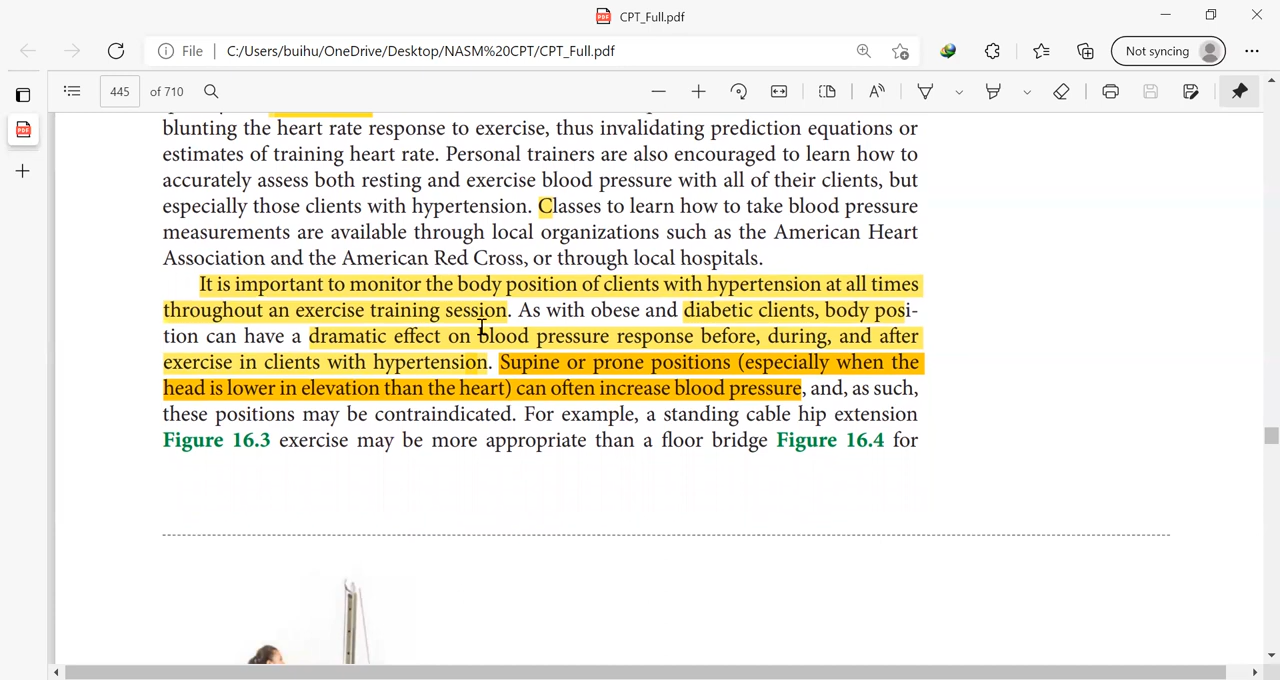 CPT_Full.pdf
File
C:/Users/buihu/OneDrive/Desktop/NASM%20CPT/CPT_Full.pdf
Not syncing
445
of 710
blunting the heart rate response to exercise, thus invalidating prediction equations or
estimates of training heart rate. Personal trainers are also encouraged to learn how to
accurately assess both resting and exercise blood pressure with all of their clients, but
especially those clients with hypertension. Classes to learn how to take blood pressure
measurements are available through local organizations such as the American Heart
Association and the American Red Cross, or through local hospitals.
It is important to monitor the body position of clients with hypertension at all times
throughout an exercise training session. As with obese and diabetic clients, body posi-
tion can have a dramatic effect on blood pressure response before, during, and after
exercise in clients with hypertension. Supine or prone positions (especially when the
head is lower in elevation than the heart) can often increase blood pressure, and, as such,
these positions may be contraindicated. For example, a standing cable hip extension
Figure 16.3 exercise may be more appropriate than a floor bridge Figure 16.4 for